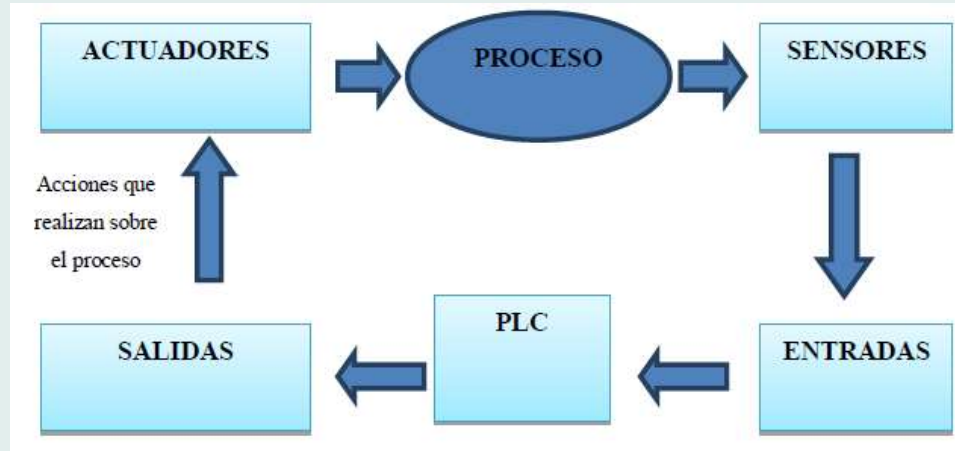 ACTUADORES
PROCESO
SENSORES
Acciones que
realizan sobre
el proceso
PLC
SALIDAS
ENTRADAS